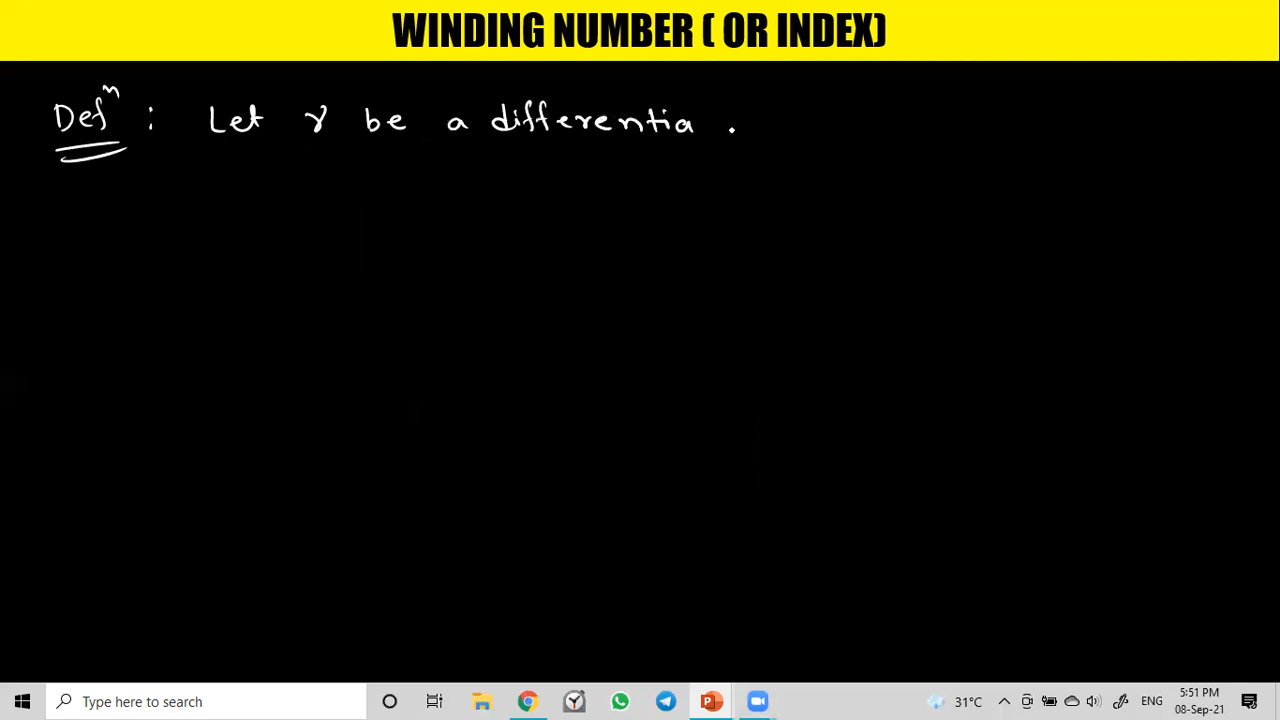 WINDING NUMBER ( OR INDEX)
Defⁿ : Let γ be a differentia .
Type here to search
31°C
ENG
5:51 PM
08-Sep-21